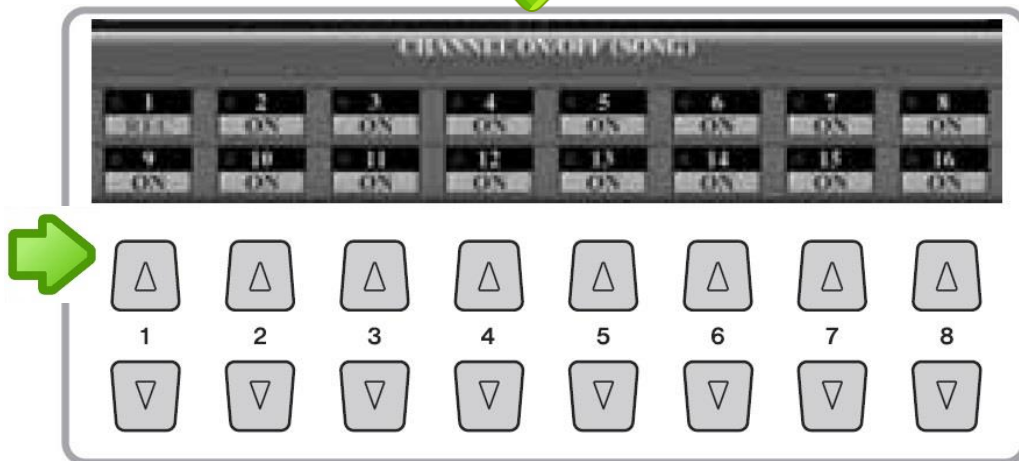 CHANNEL ON/OFF (SONG)
1 2 3 4 5 6 7 8
REC ON ON ON ON ON ON ON
9 10 11 12 13 14 15 16
ON ON ON ON ON ON ON ON
1 2 3 4 5 6 7 8